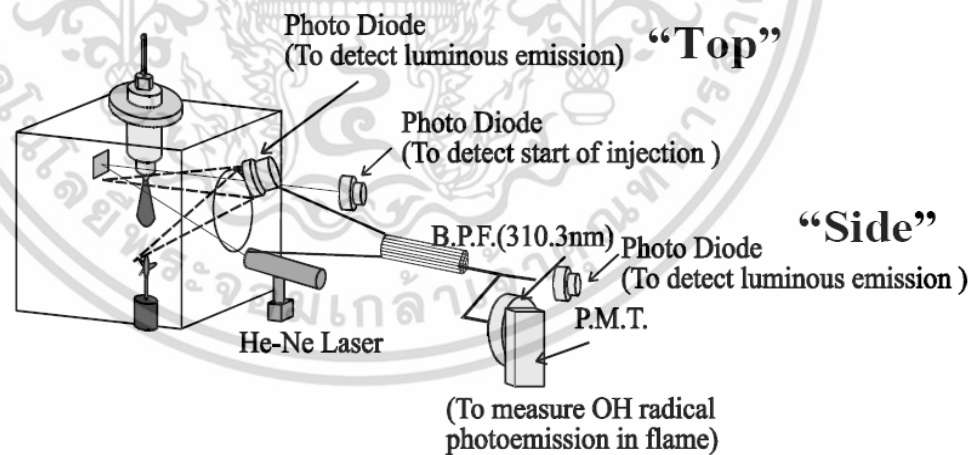 Photo Diode
(To detect luminous emission)
“Top”
Photo Diode
(To detect start of injection )
“Side”
B.P.F.(310.3nm)
Photo Diode
(To detect luminous emission )
P.M.T.
He-Ne Laser
(To measure OH radical
photoemission in flame)